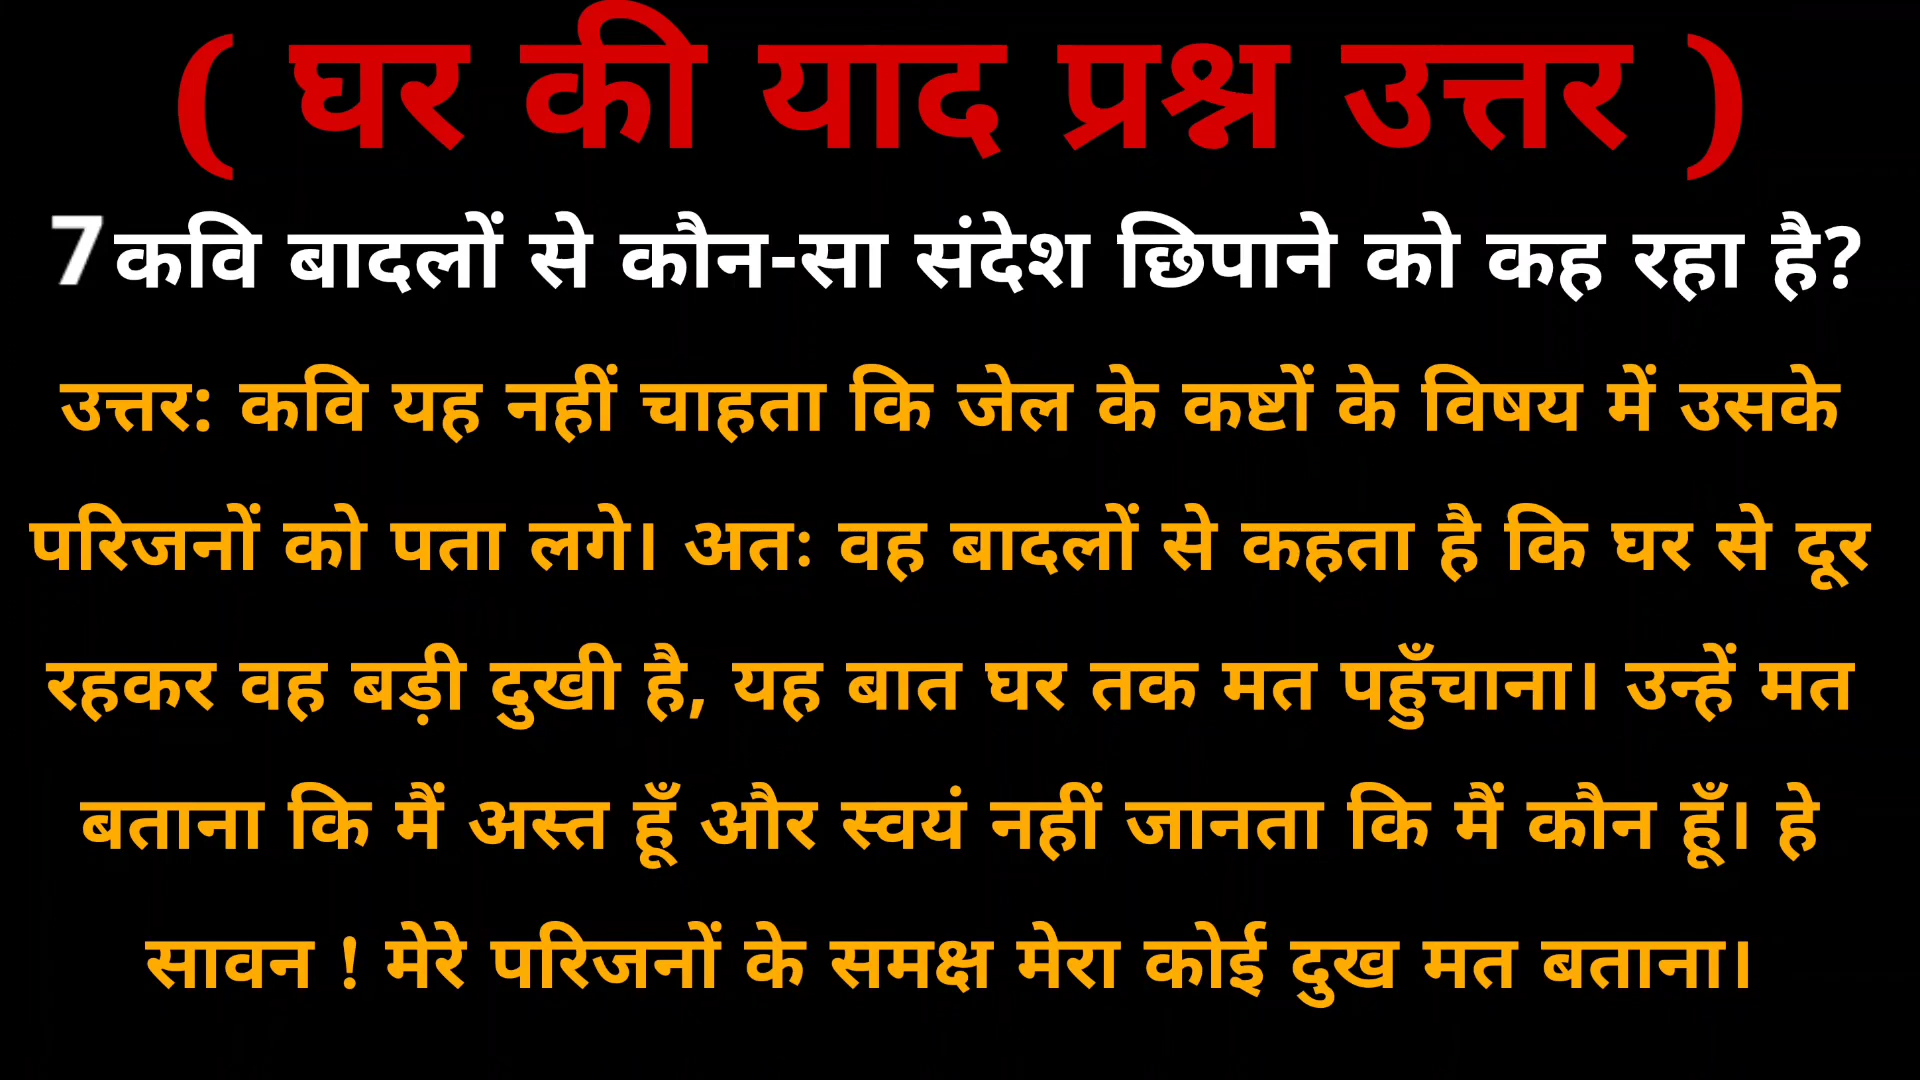 ( घर की याद प्रश्न उत्तर )
7 कवि बादलों से कौन-सा संदेश छिपाने को कह रहा है?
उत्तर: कवि यह नहीं चाहता कि जेल के कष्टों के विषय में उसके
परिजनों को पता लगे। अतः वह बादलों से कहता है कि घर से दूर
रहकर वह बड़ी दुखी है, यह बात घर तक मत पहुँचाना। उन्हें मत
बताना कि मैं अस्त हूँ और स्वयं नहीं जानता कि मैं कौन हूँ। हे
सावन ! मेरे परिजनों के समक्ष मेरा कोई दुख मत बताना।